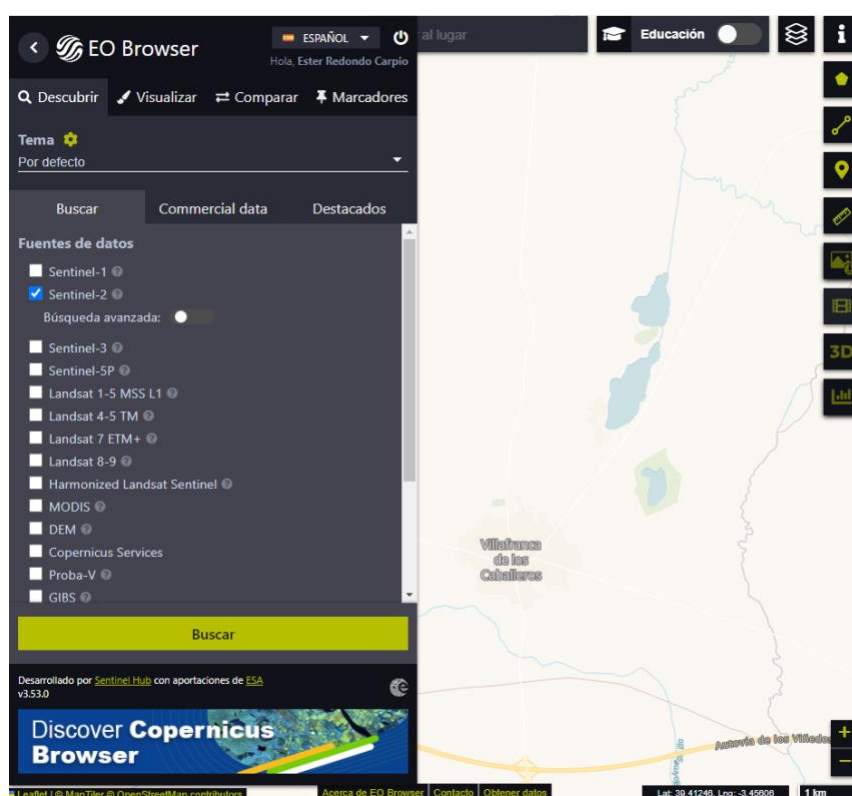 EO Browser
ESPAÑOL
Hola, Ester Redondo Carpio
al lugar
Educación
Descubrir
Visualizar
Comparar
Marcadores
Tema
Por defecto
Buscar
Commercial data
Destacados
Fuentes de datos
Sentinel-1
Sentinel-2
Búsqueda avanzada:
Sentinel-3
Sentinel-5P
Landsat 1-5 MSS L1
Landsat 4-5 TM
Landsat 7 ETM+
Landsat 8-9
Harmonized Landsat Sentinel
MODIS
DEM
Copernicus Services
Proba-V
GIBS
Buscar
Desarrollado por Sentinel Hub con aportaciones de ESA
v3.53.0
Discover Copernicus
Browser
3D
Villafranca
de los
Caballeros
Autovía de los
Leaflet | © MapTiler © OpenStreetMap contributors
Acerca de EO Browser
Contacto
Obtener datos
Lat: 39.41246, Lng: -3.45606
1 km